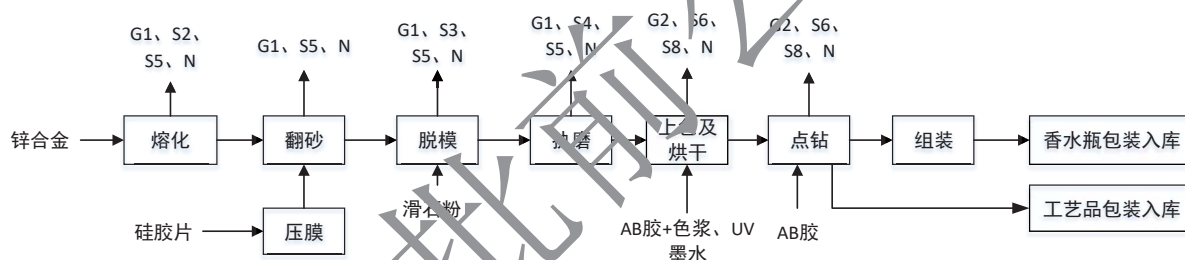 G1、S2、
S5、N
G1、S5、N
G1、S3、
S5、N
G1、S4、
S5、N
G2、S6、
S8、N
G2、S6、
S8、N
锌合金
熔化
翻砂
脱模
上色及
烘干
点钻
组装
香水瓶包装入库
硅胶片
压膜
滑石粉
AB胶+色浆、UV
墨水
AB胶
工艺品包装入库